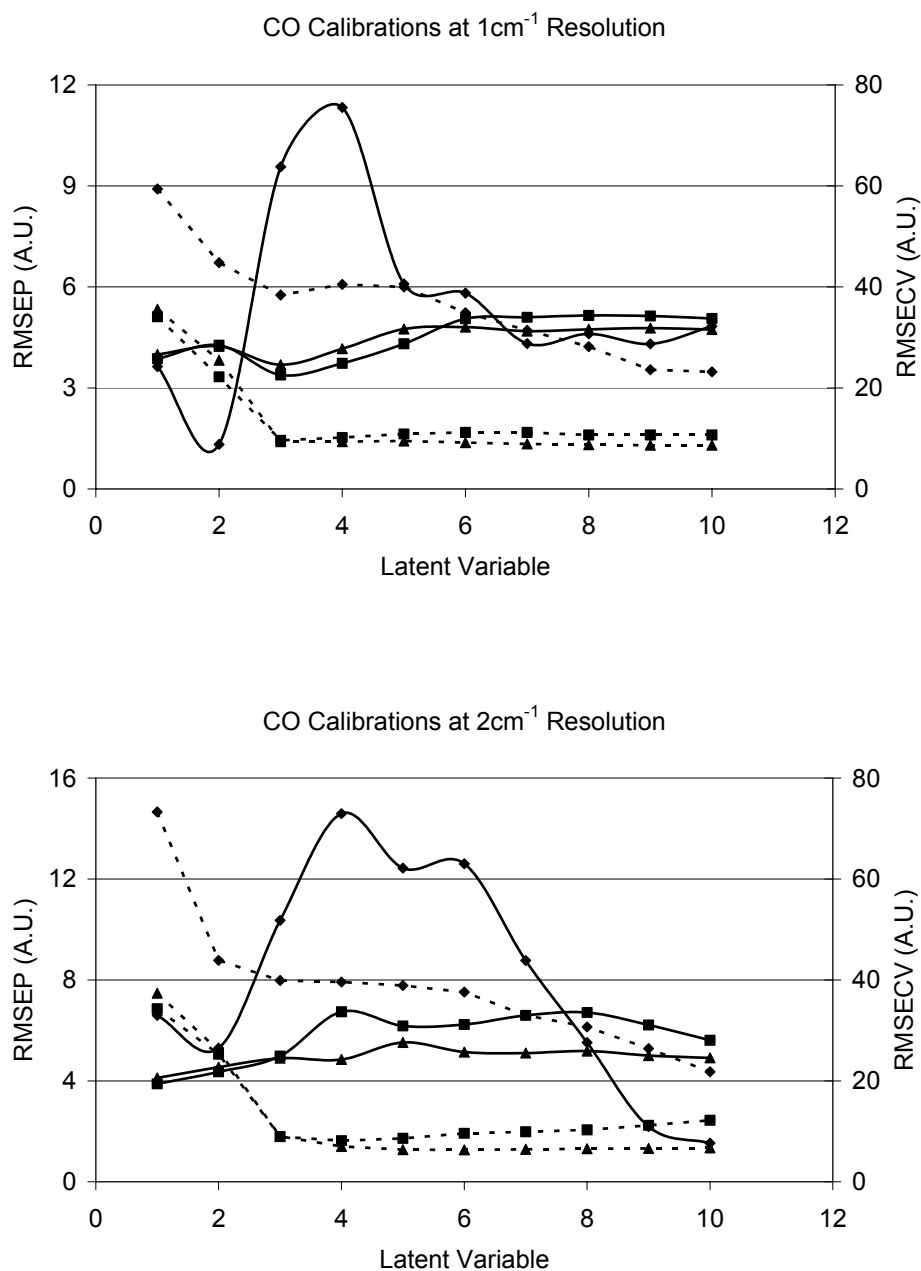 CO Calibrations at 1cm⁻¹ Resolution
12
9
6
3
0
80
60
40
20
0
0 2 4 6 8 10 12
RMSEP (A.U.)
RMSECV (A.U.)
Latent Variable
CO Calibrations at 2cm⁻¹ Resolution
16
12
8
4
0
80
60
40
20
0
0 2 4 6 8 10 12
RMSEP (A.U.)
RMSECV (A.U.)
Latent Variable